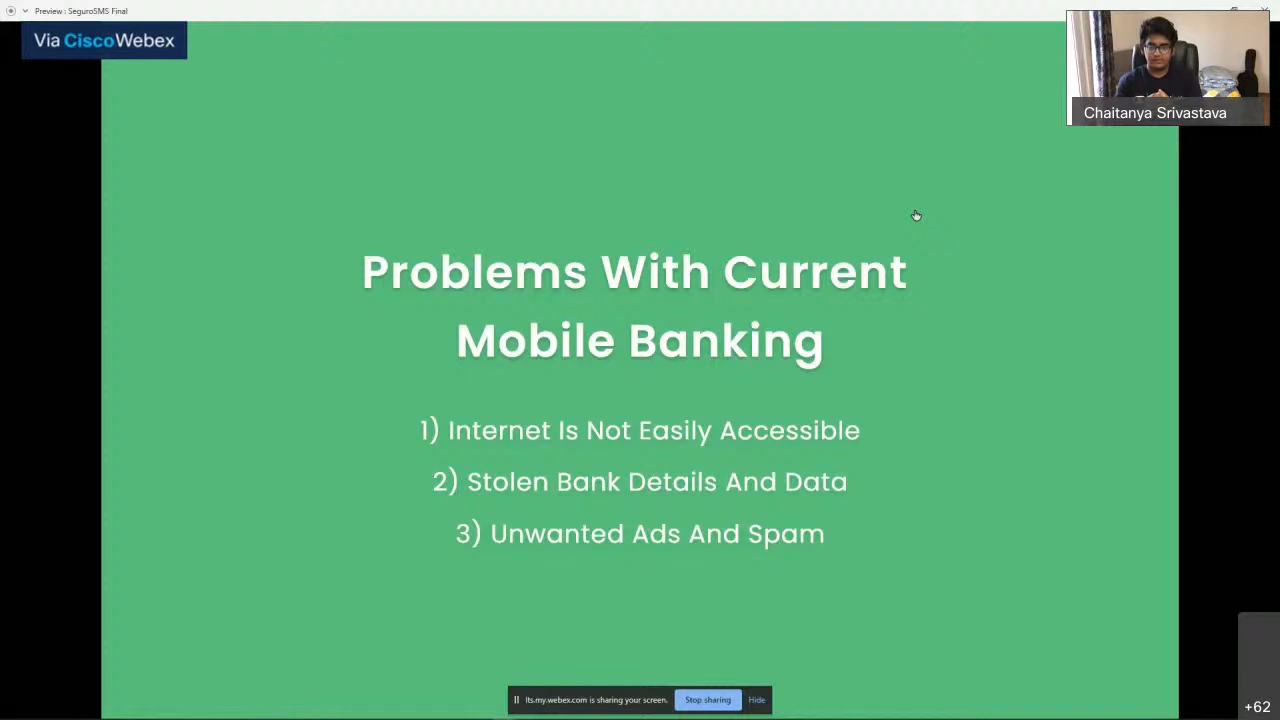 Preview : SeguroSMS Final
Via CiscoWebex
Chaitanya Srivastava
Problems With Current
Mobile Banking
1) Internet Is Not Easily Accessible
2) Stolen Bank Details And Data
3) Unwanted Ads And Spam
lts.my.webex.com is sharing your screen.
Stop sharing
Hide
+62